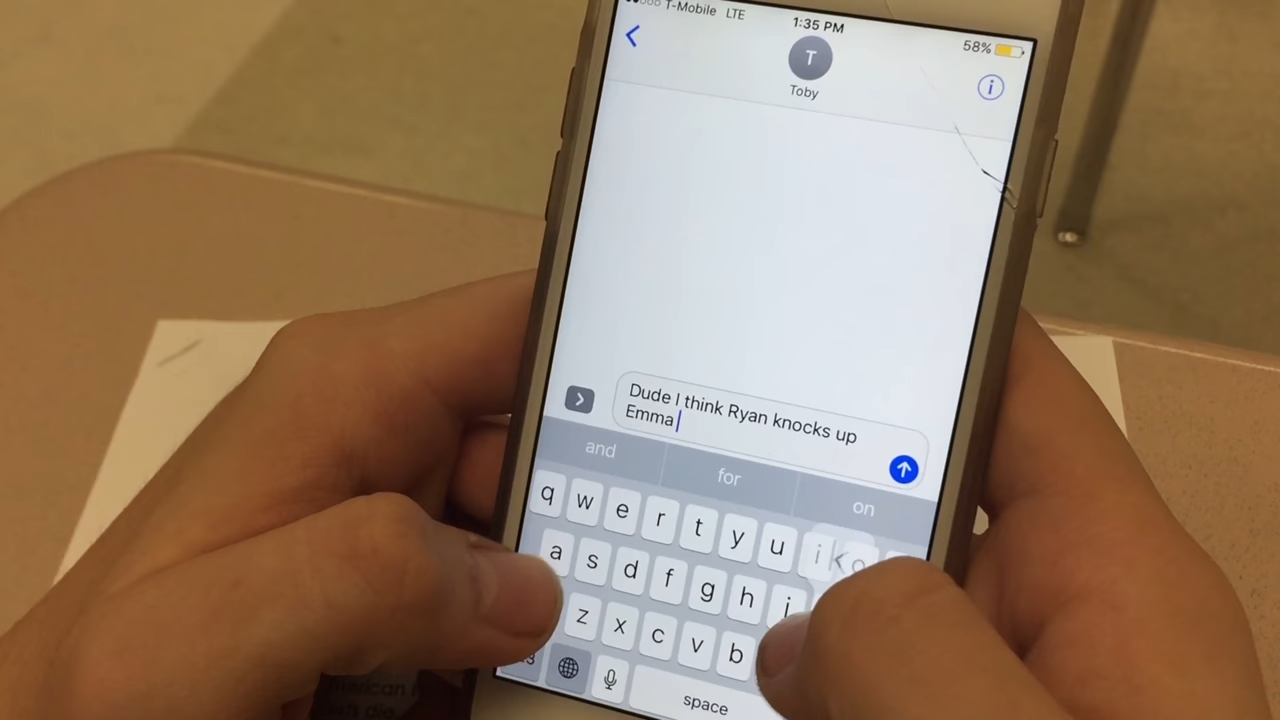 T-Mobile LTE 1:35 PM 58%
T
Toby
i
Dude I think Ryan knocks up
Emma
and for on
q w e r t y u i o
a s d f g h j
z x c v b
space